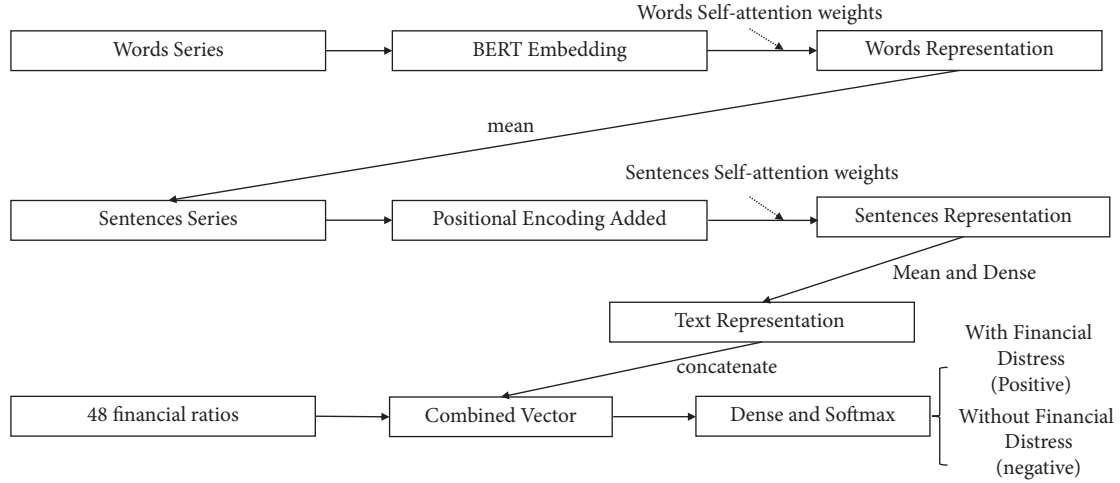 Words Self-attention weights
Words Series
BERT Embedding
Words Representation
mean
Sentences Self-attention weights
Sentences Series
Positional Encoding Added
Sentences Representation
Mean and Dense
Text Representation
concatenate
48 financial ratios
Combined Vector
Dense and Softmax
With Financial
Distress
(Positive)
Without Financial
Distress
(negative)